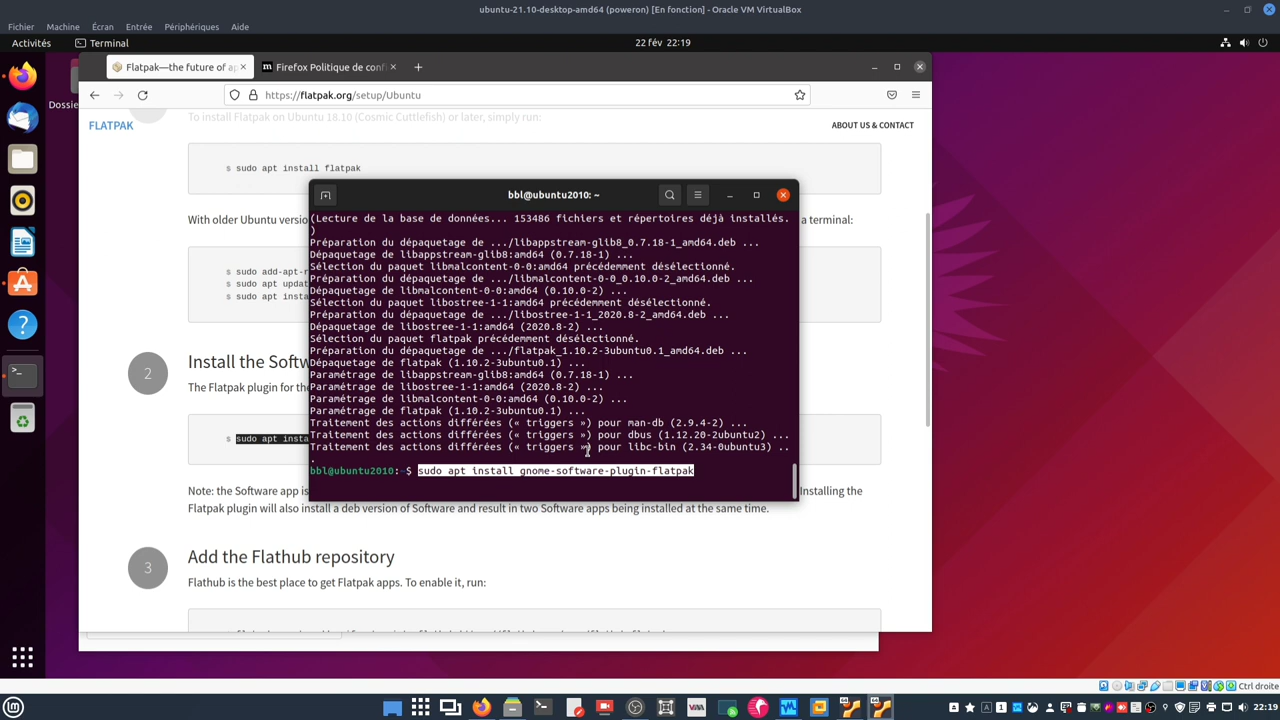 ubuntu-21.10-desktop-amd64 (poweron) [En fonction] - Oracle VM VirtualBox
Fichier Machine Écran Entrée Périphériques Aide
Activités Terminal 22 fév 22:19
Flatpak—the future of ap
Firefox Politique de conf
https://flatpak.org/setup/Ubuntu
Dossie
To install Flatpak on Ubuntu 18.10 (Cosmic Cuttlefish) or later, simply run:
FLATPAK
ABOUT US & CONTACT
$ sudo apt install flatpak
With older Ubuntu versio
a terminal:
$ sudo add-apt-r
$ sudo apt updat
$ sudo apt insta
2
Install the Softw
The Flatpak plugin for the
$ sudo apt insta
Note: the Software app is
Installing the
Flatpak plugin will also install a deb version of Software and result in two Software apps being installed at the same time.
3
Add the Flathub repository
Flathub is the best place to get Flatpak apps. To enable it, run:
bbl@ubuntu2010: ~
(Lecture de la base de données... 153486 fichiers et répertoires déjà installés.
)
Préparation du dépaquetage de .../libappstream-glib8_0.7.18-1_amd64.deb ...
Dépaquetage de libappstream-glib8:amd64 (0.7.18-1) ...
Sélection du paquet libmalcontent-0-0:amd64 précédemment désélectionné.
Préparation du dépaquetage de .../libmalcontent-0-0_0.10.0-2_amd64.deb ...
Dépaquetage de libmalcontent-0-0:amd64 (0.10.0-2) ...
Sélection du paquet libostree-1-1:amd64 précédemment désélectionné.
Préparation du dépaquetage de .../libostree-1-1_2020.8-2_amd64.deb ...
Dépaquetage de libostree-1-1:amd64 (2020.8-2) ...
Sélection du paquet flatpak précédemment désélectionné.
Préparation du dépaquetage de .../flatpak_1.10.2-3ubuntu0.1_amd64.deb ...
Dépaquetage de flatpak (1.10.2-3ubuntu0.1) ...
Paramétrage de libappstream-glib8:amd64 (0.7.18-1) ...
Paramétrage de libostree-1-1:amd64 (2020.8-2) ...
Paramétrage de libmalcontent-0-0:amd64 (0.10.0-2) ...
Paramétrage de flatpak (1.10.2-3ubuntu0.1) ...
Traitement des actions différées (« triggers ») pour man-db (2.9.4-2) ...
Traitement des actions différées (« triggers ») pour dbus (1.12.20-2ubuntu2) ...
Traitement des actions différées (« triggers ») pour libc-bin (2.34-0ubuntu3) ..
.
bbl@ubuntu2010:~$ sudo apt install gnome-software-plugin-flatpak
Ctrl droite
22:19